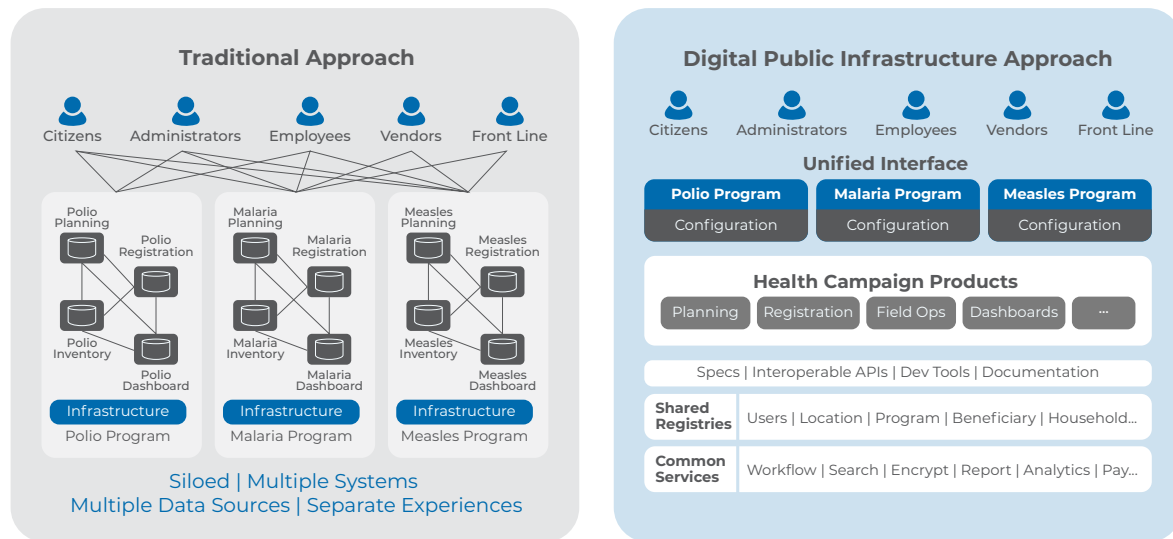 Traditional Approach
Citizens
Administrators
Employees
Vendors
Front Line
Polio
Planning
Polio
Registration
Polio
Inventory
Polio
Dashboard
Infrastructure
Polio Program
Malaria
Planning
Malaria
Registration
Malaria
Inventory
Malaria
Dashboard
Infrastructure
Malaria Program
Measles
Planning
Measles
Registration
Measles
Inventory
Measles
Dashboard
Infrastructure
Measles Program
Siloed | Multiple Systems
Multiple Data Sources | Separate Experiences
Digital Public Infrastructure Approach
Citizens
Administrators
Employees
Vendors
Front Line
Unified Interface
Polio Program
Configuration
Malaria Program
Configuration
Measles Program
Configuration
Health Campaign Products
Planning
Registration
Field Ops
Dashboards
...
Specs | Interoperable APIs | Dev Tools | Documentation
Shared
Registries
Users | Location | Program | Beneficiary | Household...
Common
Services
Workflow | Search | Encrypt | Report | Analytics | Pay...